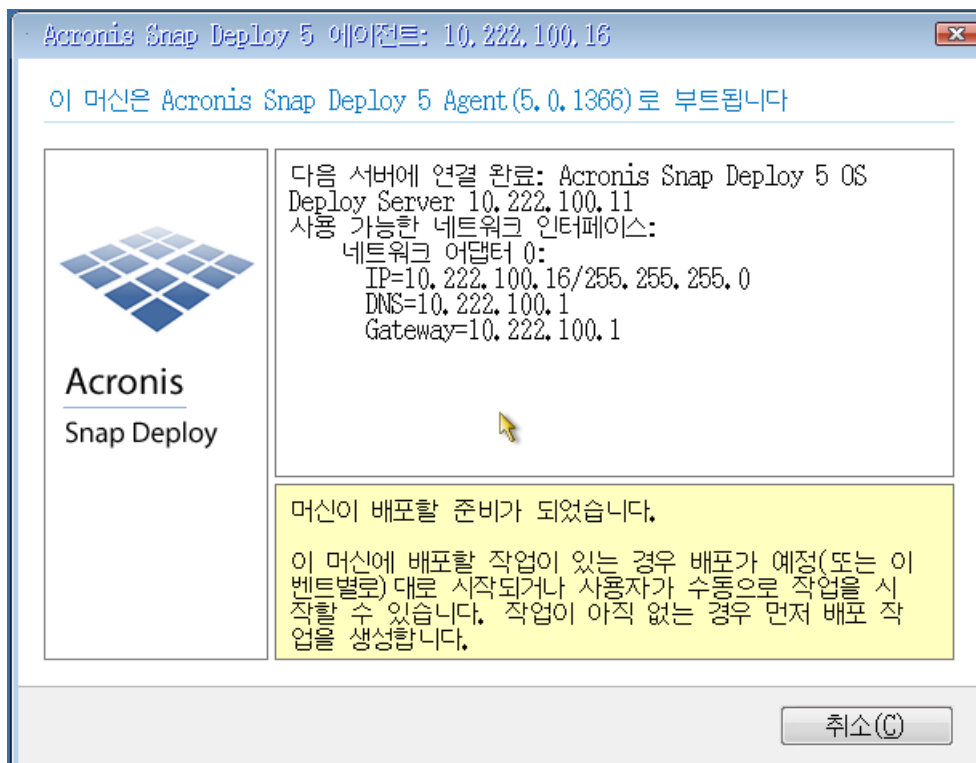 Acronis Snap Deploy 5 에이전트: 10.222.100.16
이 머신은 Acronis Snap Deploy 5 Agent(5.0.1366)로 부트됩니다
다음 서버에 연결 완료: Acronis Snap Deploy 5 OS
Deploy Server 10.222.100.11
사용 가능한 네트워크 인터페이스:
네트워크 어댑터 0:
IP=10.222.100.16/255.255.255.0
DNS=10.222.100.1
Gateway=10.222.100.1
Acronis
Snap Deploy
머신이 배포할 준비가 되었습니다.
이 머신에 배포할 작업이 있는 경우 배포가 예정(또는 이
벤트별로)대로 시작되거나 사용자가 수동으로 작업을 시
작할 수 있습니다. 작업이 아직 없는 경우 먼저 배포 작
업을 생성합니다.
취소(C)